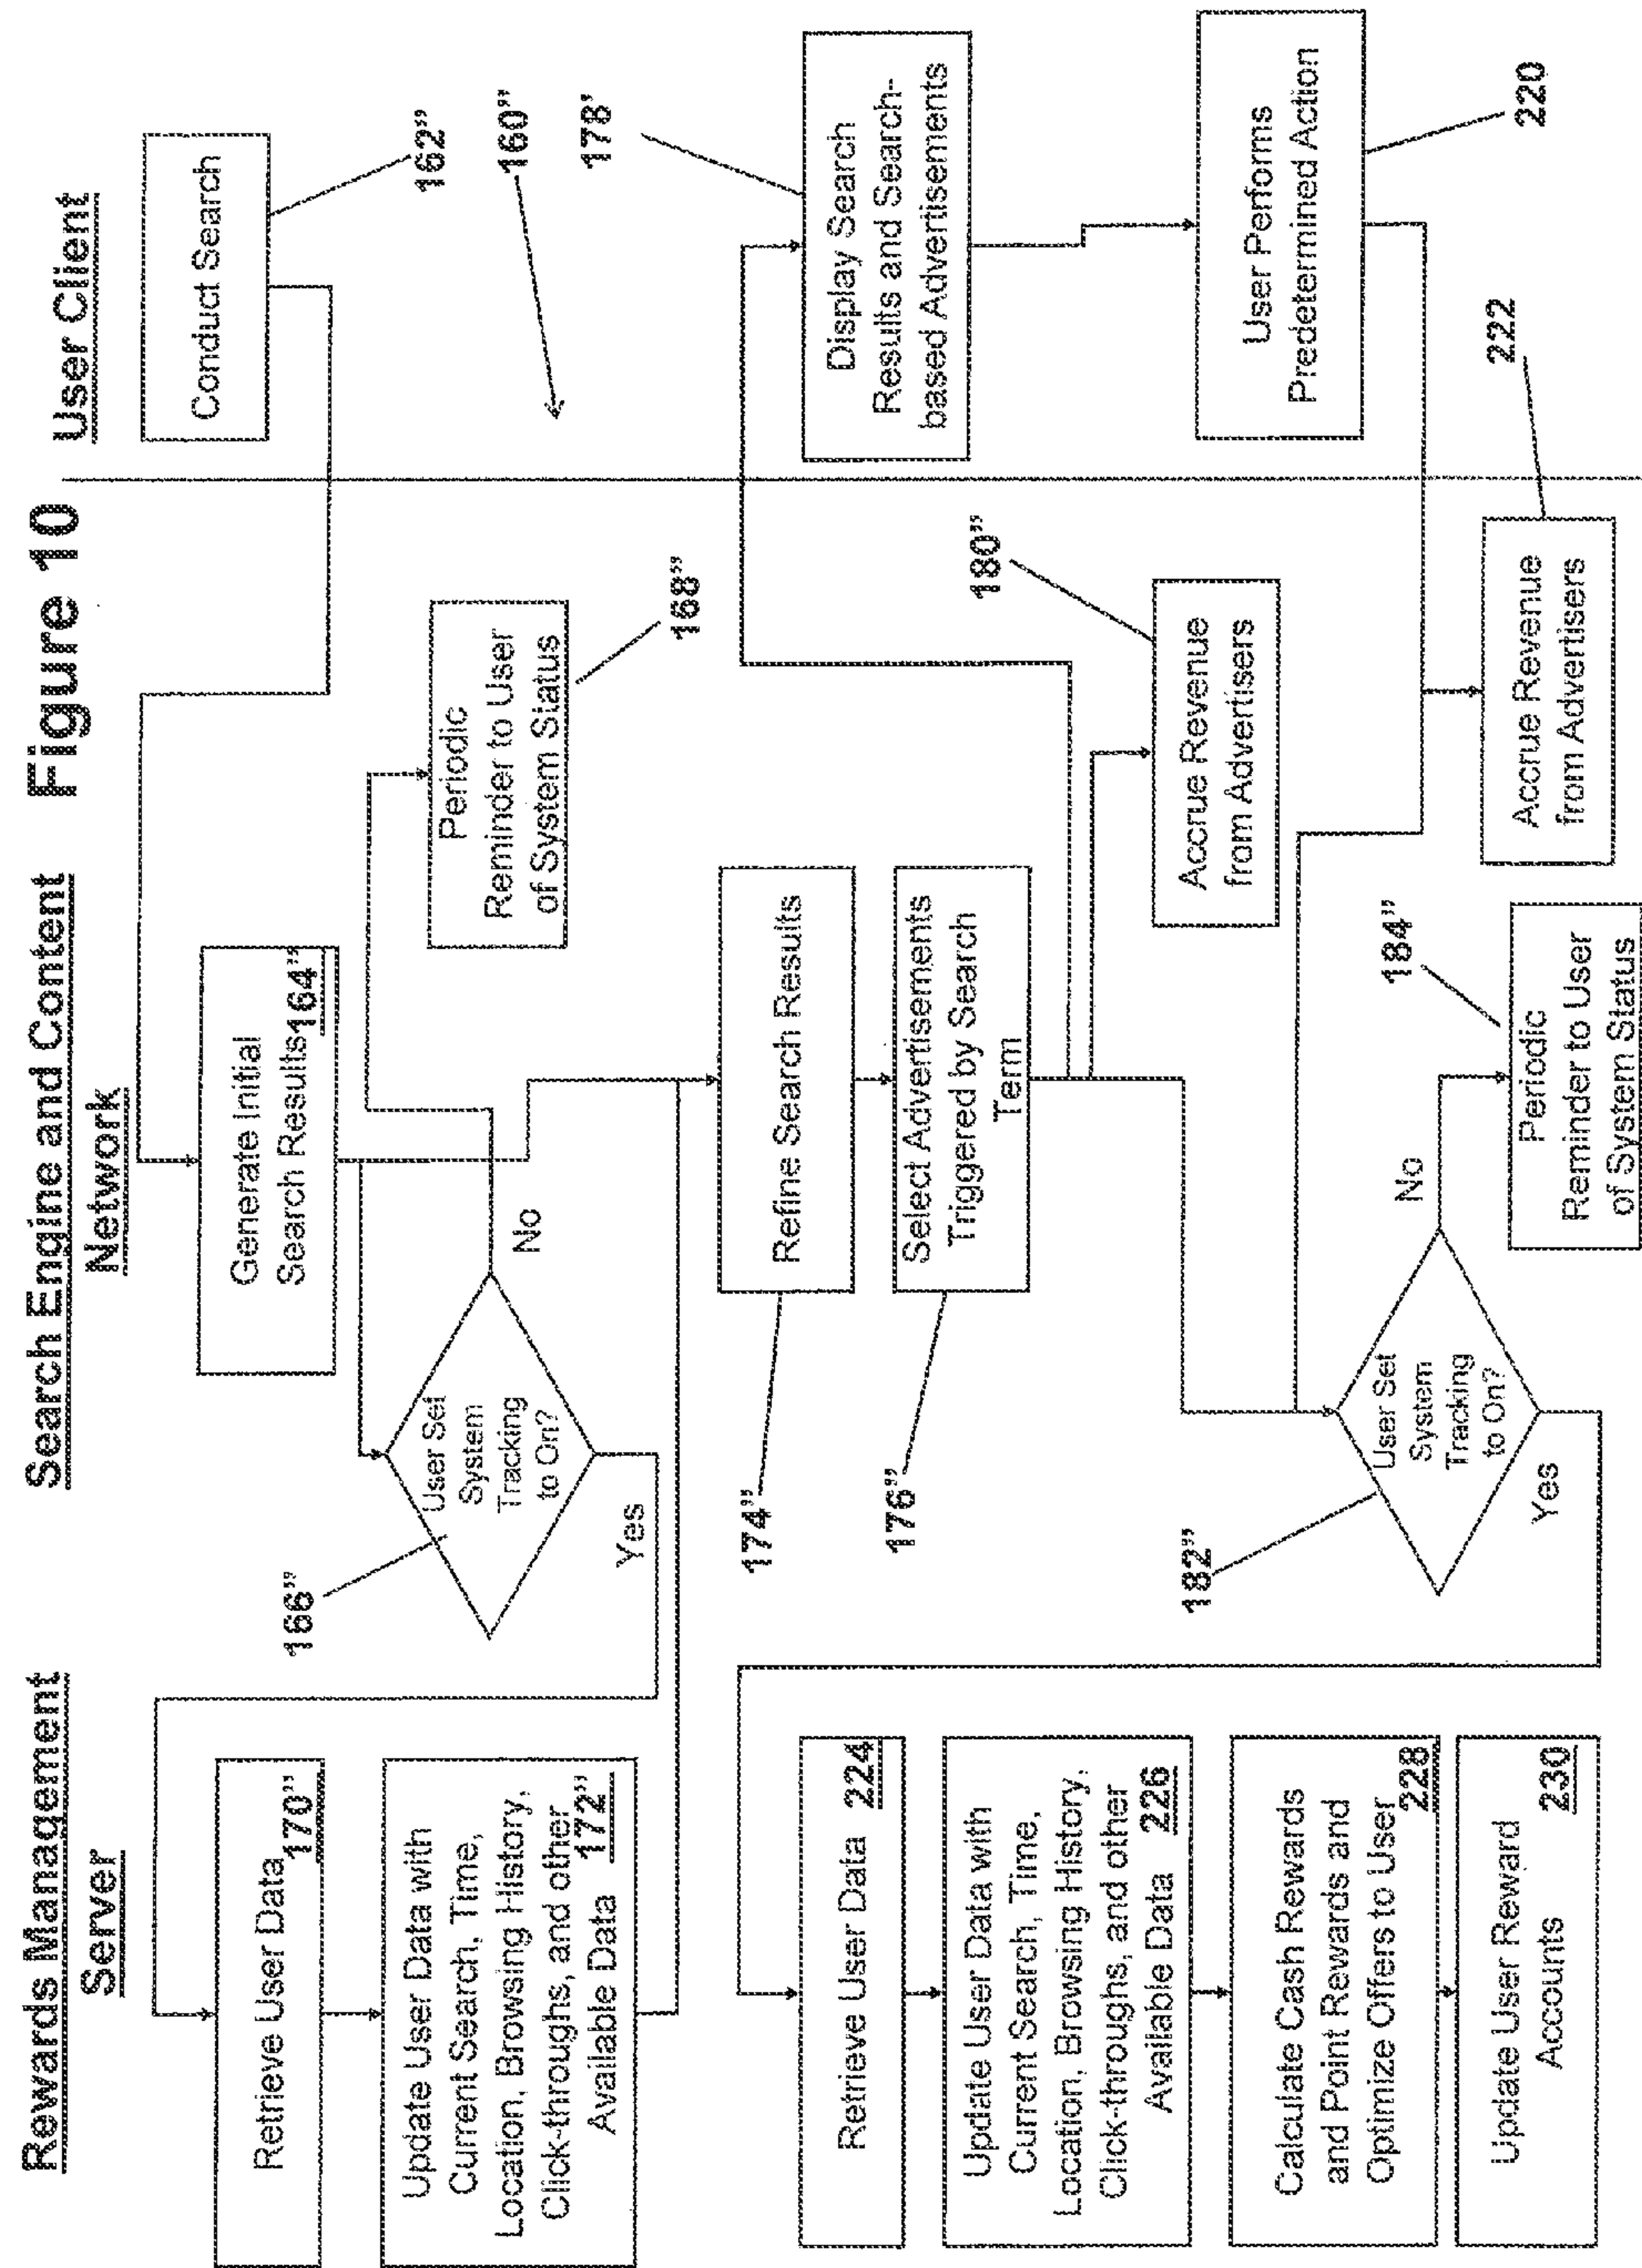 Figure 10
Rewards Management
Server
Search Engine and Content
Network
User Client
Conduct Search
162”
160”
Generate Initial
Search Results
164”
User Set
System
Tracking
to On?
166”
No
Yes
Periodic
Reminder to User
of System Status
168”
Retrieve User Data
170”
Update User Data with
Current Search, Time,
Location, Browsing History,
Click-throughs, and other
Available Data
172”
Refine Search Results
174”
Select Advertisements
Triggered by Search
Term
176”
Display Search
Results and Search-
based Advertisements
178’
Accrue Revenue
from Advertisers
180”
User Performs
Predetermined Action
220
Accrue Revenue
from Advertisers
222
User Set
System
Tracking
to On?
182”
No
Yes
Periodic
Reminder to User
of System Status
184”
Retrieve User Data
224
Update User Data with
Current Search, Time,
Location, Browsing History,
Click-throughs, and other
Available Data
226
Calculate Cash Rewards
and Point Rewards and
Optimize Offers to User
228
Update User Reward
Accounts
230